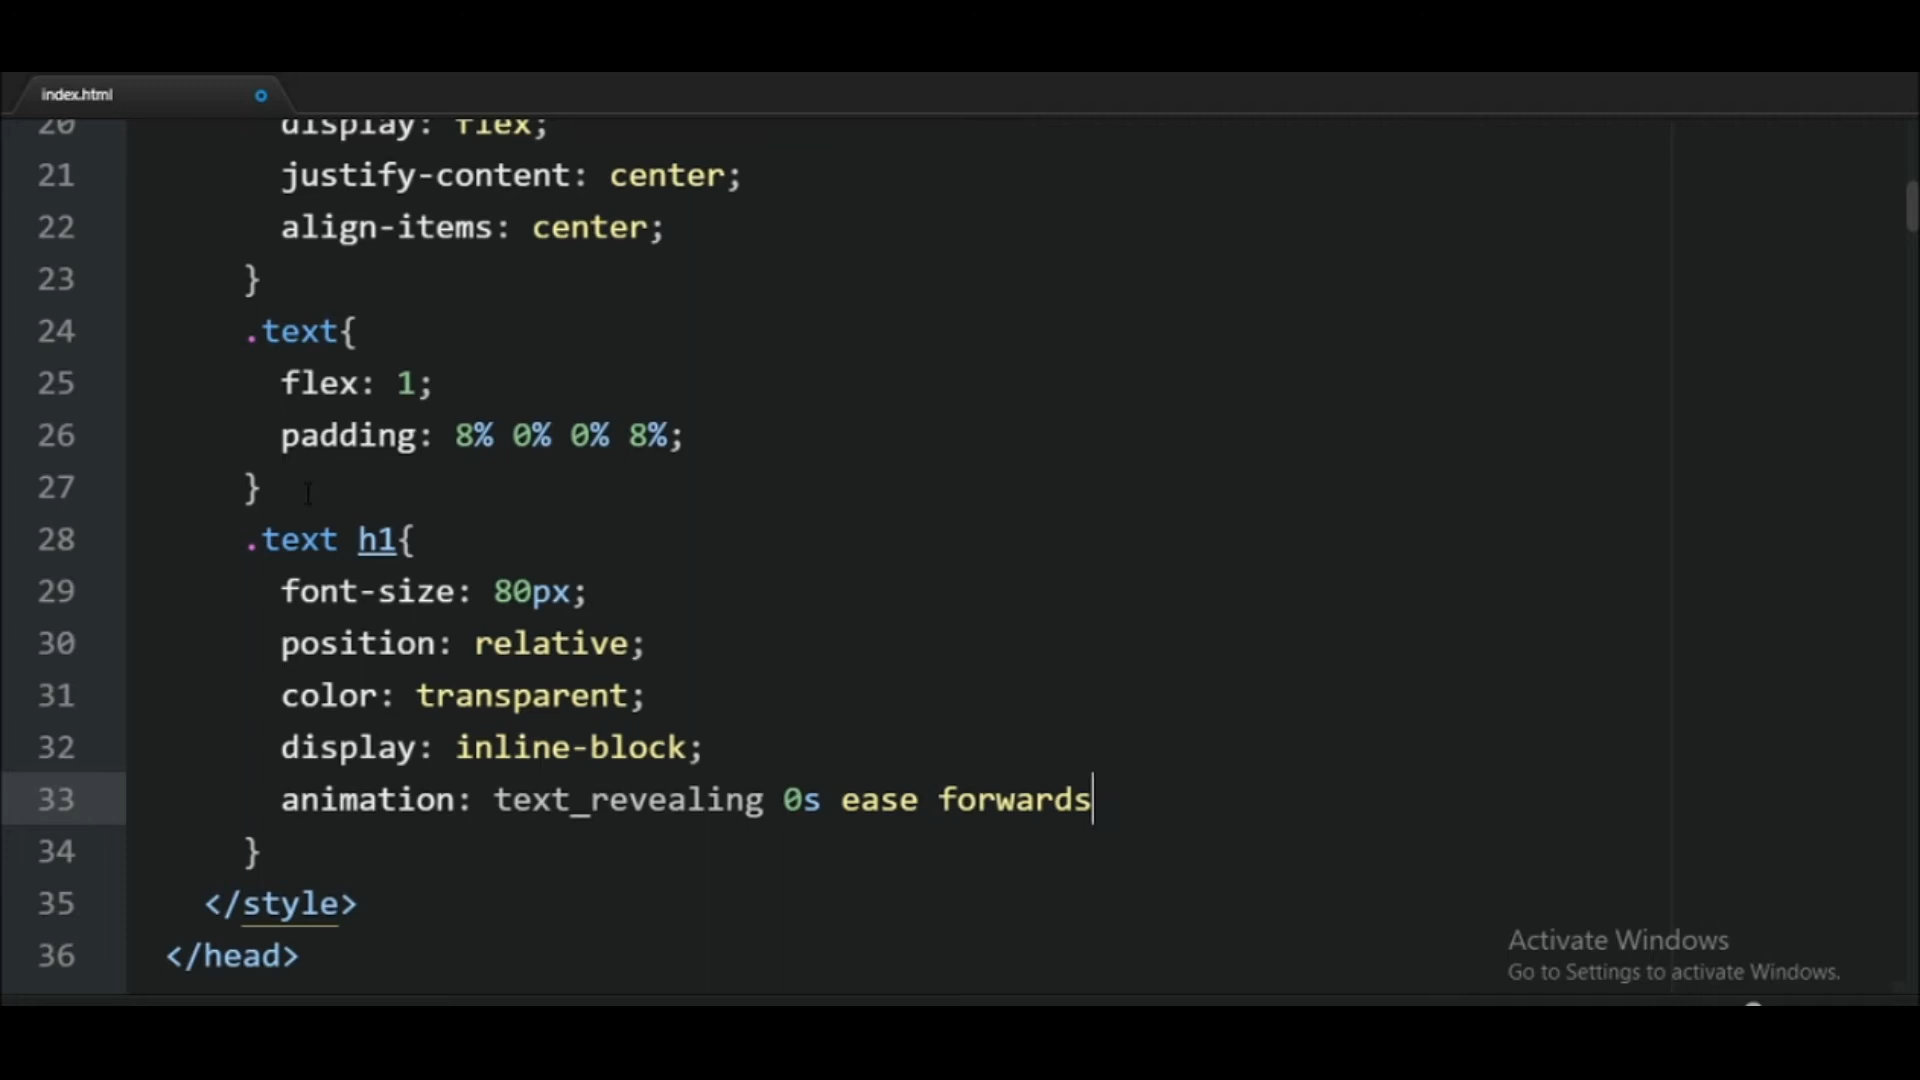 index.html
20 display: flex;
21 justify-content: center;
22 align-items: center;
23 }
24 .text{
25 flex: 1;
26 padding: 8% 0% 0% 8%;
27 }
28 .text h1{
29 font-size: 80px;
30 position: relative;
31 color: transparent;
32 display: inline-block;
33 animation: text_revealing 0s ease forwards
34 }
35 </style>
36 </head>
Activate Windows
Go to Settings to activate Windows.